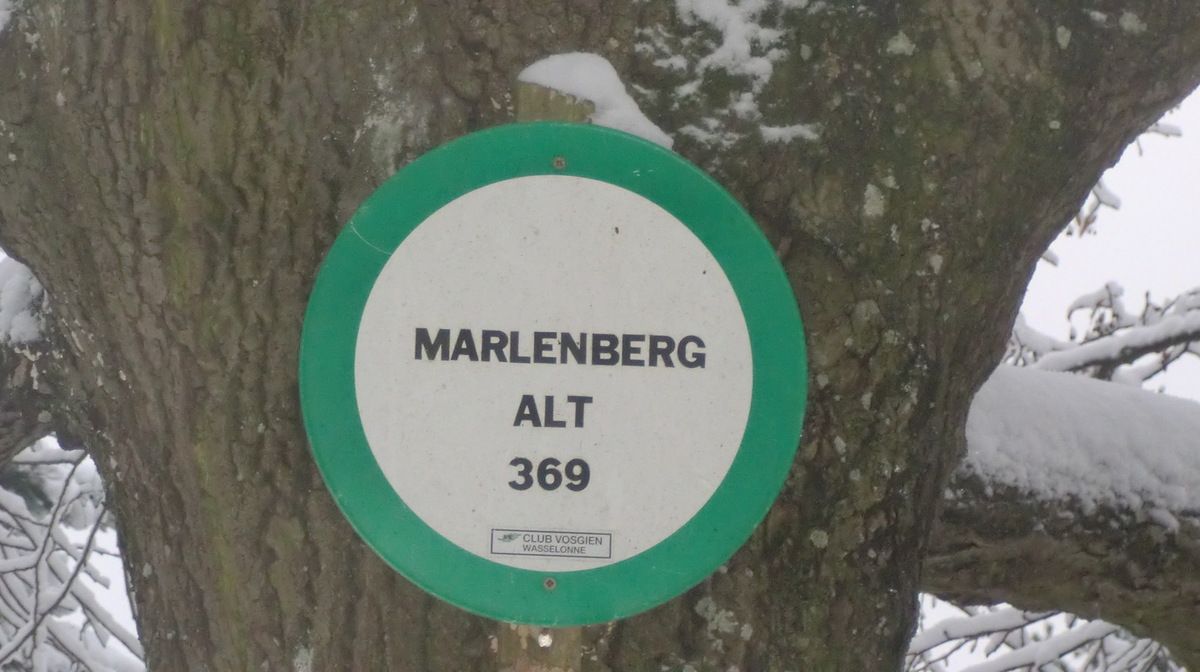 MARLENBERG
ALT
369
CLUB VOSGIEN
WASSELONNE